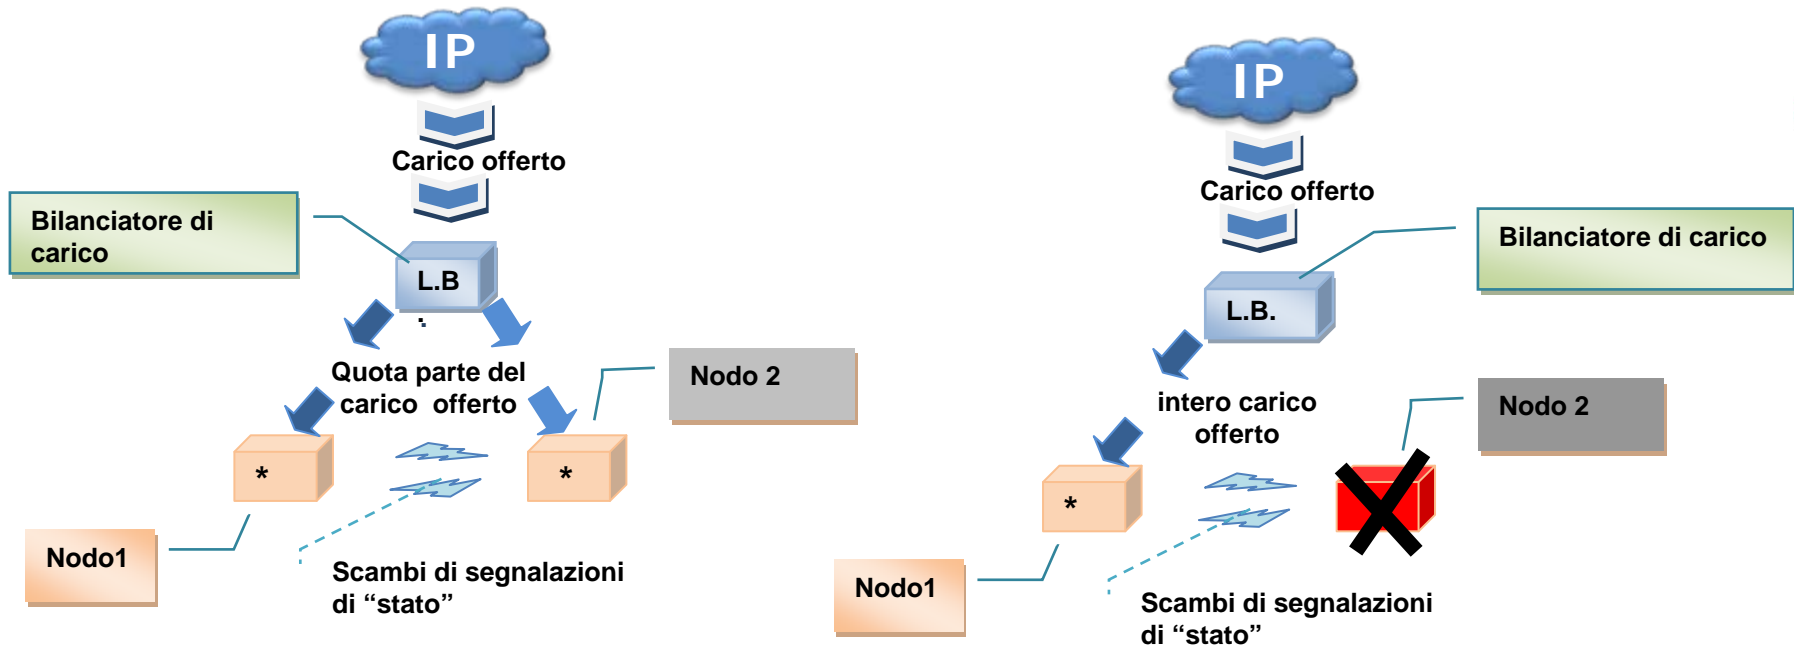 IP
Carico offerto
Bilanciatore di
carico
L.B
.
Quota parte del
carico offerto
Nodo 2
*
*
Nodo1
Scambi di segnalazioni
di “stato”
IP
Carico offerto
Bilanciatore di carico
L.B.
intero carico
offerto
Nodo 2
*
Nodo1
Scambi di segnalazioni
di “stato”